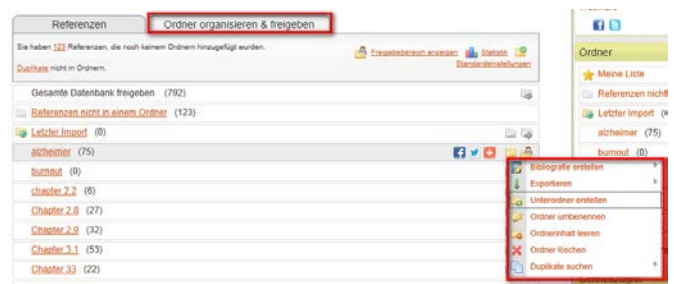 Referenzen
Ordner organisieren & freigeben
Sie haben 123 Referenzen, die noch keinem Ordnern hinzugefügt wurden.
Duplikate nicht in Ordnern.
Freigabebereich anzeigen
Statistik
Standardeinstellungen
Gesamte Datenbank freigeben (792)
Referenzen nicht in einem Ordner (123)
Letzter Import (0)
alzheimer (75)
burnout (0)
chapter 2.2 (6)
Chapter 2.8 (27)
Chapter 2.9 (32)
Chapter 3.1 (53)
Chapter 33 (22)
Bibliografie erstellen
Exportieren
Unterordner erstellen
Ordner umbenennen
Ordnerinhalt leeren
Ordner löschen
Duplikate suchen
Ordner
Meine Liste
Referenzen nicht
Letzter Import
alzheimer (75)
burnout (0)